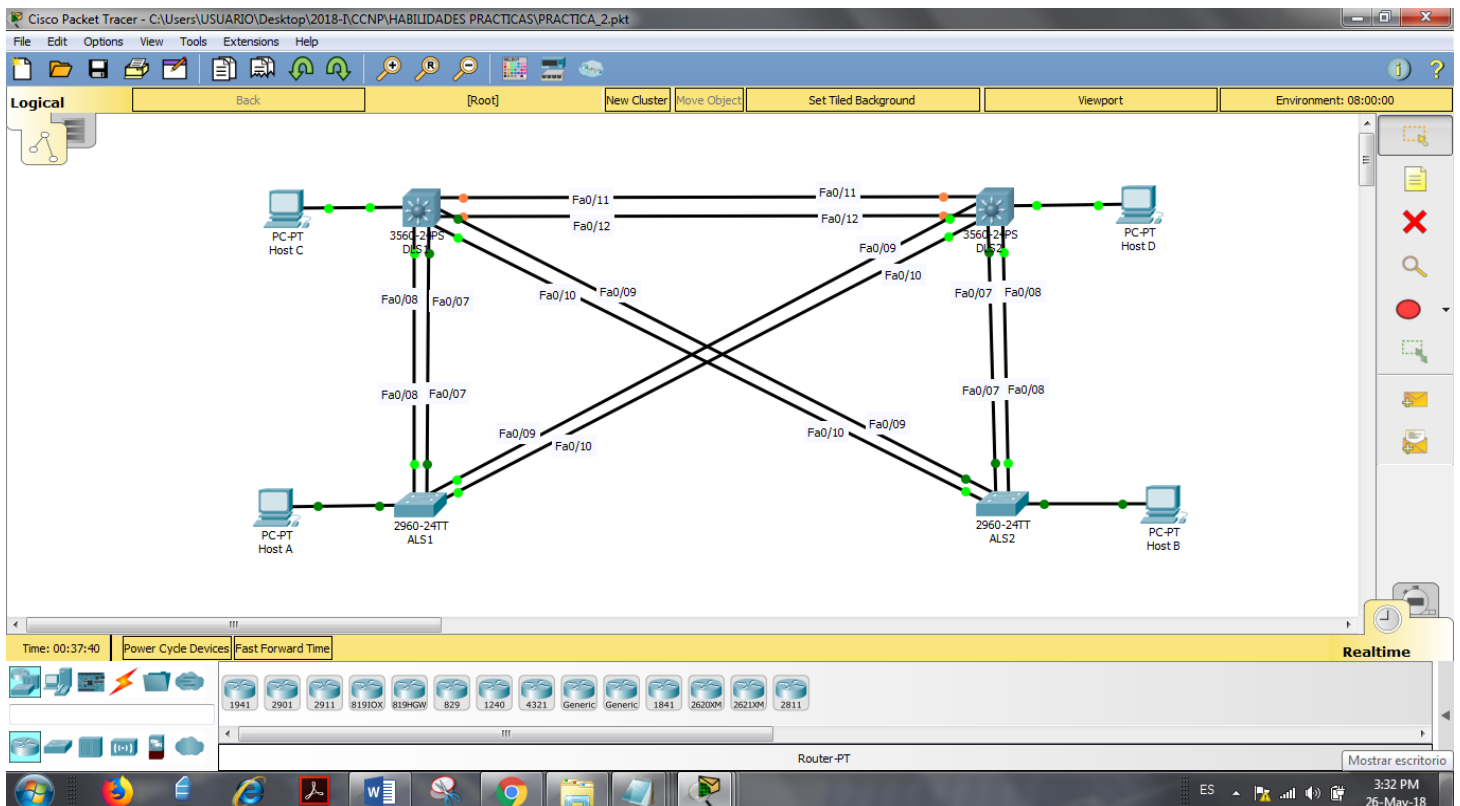 Cisco Packet Tracer - C:\Users\USUARIO\Desktop\2018-I\CCNP\HABILIDADES PRACTICAS\PRACTICA_2.pkt
File Edit Options View Tools Extensions Help
Logical Back [Root] New Cluster Move Object Set Tiled Background Viewport Environment: 08:00:00
Fa0/11 Fa0/11
Fa0/12 Fa0/12
PC-PT
Host C
3560-24PS
DLS1
3560-24PS
DLS2
PC-PT
Host D
Fa0/09
Fa0/10
Fa0/08 Fa0/07 Fa0/10 Fa0/09 Fa0/07 Fa0/08
Fa0/08 Fa0/07 Fa0/07 Fa0/08
Fa0/09 Fa0/10 Fa0/10 Fa0/09
PC-PT
Host A
2960-24TT
ALS1
2960-24TT
ALS2
PC-PT
Host B
Time: 00:37:40 Power Cycle Devices Fast Forward Time Realtime
1941 2901 2911 819IOX 819HGW 829 1240 4321 Generic Generic 1841 2620XM 2621XM 2811
Router-PT
Mostrar escritorio
ES 3:32 PM
26-May-18